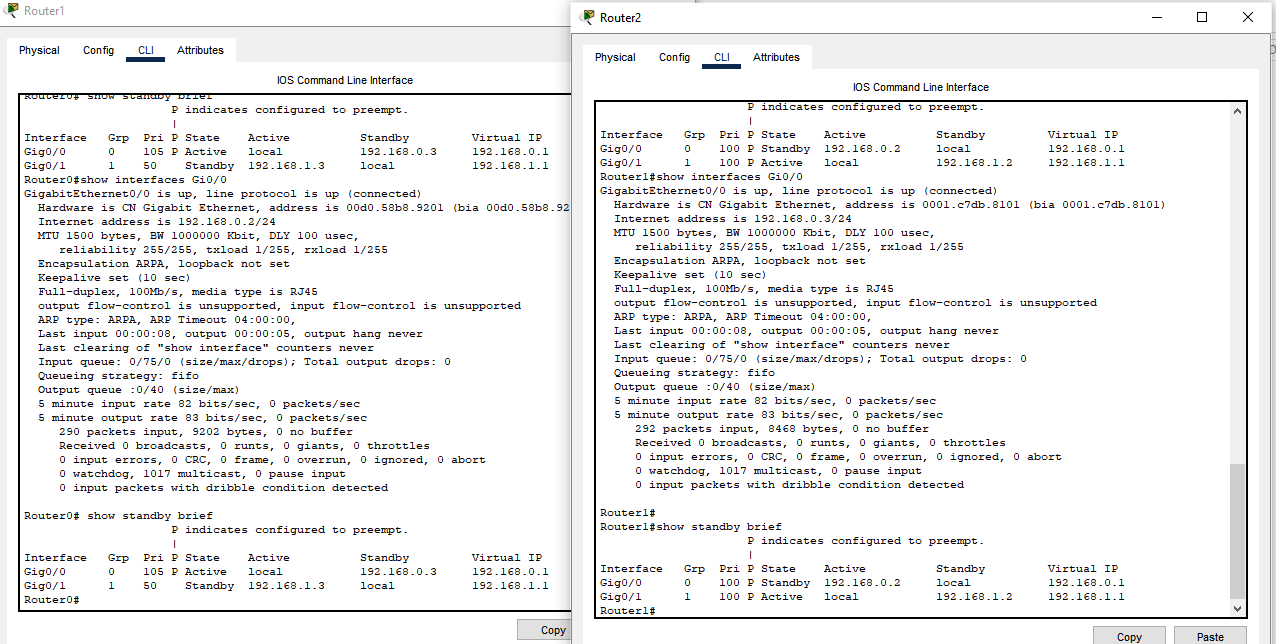 Router1
Physical Config CLI Attributes
IOS Command Line Interface
Router0# show standby brief
P indicates configured to preempt.
|
Interface Grp Pri P State Active Standby Virtual IP
Gig0/0 0 105 P Active local 192.168.0.3 192.168.0.1
Gig0/1 1 50 Standby 192.168.1.3 local 192.168.1.1
Router0#show interfaces Gi0/0
GigabitEthernet0/0 is up, line protocol is up (connected)
Hardware is CN Gigabit Ethernet, address is 00d0.58b8.9201 (bia 00d0.58b8.92
Internet address is 192.168.0.2/24
MTU 1500 bytes, BW 1000000 Kbit, DLY 100 usec,
reliability 255/255, txload 1/255, rxload 1/255
Encapsulation ARPA, loopback not set
Keepalive set (10 sec)
Full-duplex, 100Mb/s, media type is RJ45
output flow-control is unsupported, input flow-control is unsupported
ARP type: ARPA, ARP Timeout 04:00:00,
Last input 00:00:08, output 00:00:05, output hang never
Last clearing of "show interface" counters never
Input queue: 0/75/0 (size/max/drops); Total output drops: 0
Queueing strategy: fifo
Output queue :0/40 (size/max)
5 minute input rate 82 bits/sec, 0 packets/sec
5 minute output rate 83 bits/sec, 0 packets/sec
290 packets input, 9202 bytes, 0 no buffer
Received 0 broadcasts, 0 runts, 0 giants, 0 throttles
0 input errors, 0 CRC, 0 frame, 0 overrun, 0 ignored, 0 abort
0 watchdog, 1017 multicast, 0 pause input
0 input packets with dribble condition detected
Router0# show standby brief
P indicates configured to preempt.
|
Interface Grp Pri P State Active Standby Virtual IP
Gig0/0 0 105 P Active local 192.168.0.3 192.168.0.1
Gig0/1 1 50 Standby 192.168.1.3 local 192.168.1.1
Router0#
Copy
Router2
Physical Config CLI Attributes
IOS Command Line Interface
P indicates configured to preempt.
|
Interface Grp Pri P State Active Standby Virtual IP
Gig0/0 0 100 P Standby 192.168.0.2 local 192.168.0.1
Gig0/1 1 100 P Active local 192.168.1.2 192.168.1.1
Router1#show interfaces Gi0/0
GigabitEthernet0/0 is up, line protocol is up (connected)
Hardware is CN Gigabit Ethernet, address is 0001.c7db.8101 (bia 0001.c7db.8101)
Internet address is 192.168.0.3/24
MTU 1500 bytes, BW 1000000 Kbit, DLY 100 usec,
reliability 255/255, txload 1/255, rxload 1/255
Encapsulation ARPA, loopback not set
Keepalive set (10 sec)
Full-duplex, 100Mb/s, media type is RJ45
output flow-control is unsupported, input flow-control is unsupported
ARP type: ARPA, ARP Timeout 04:00:00,
Last input 00:00:08, output 00:00:05, output hang never
Last clearing of "show interface" counters never
Input queue: 0/75/0 (size/max/drops); Total output drops: 0
Queueing strategy: fifo
Output queue :0/40 (size/max)
5 minute input rate 82 bits/sec, 0 packets/sec
5 minute output rate 83 bits/sec, 0 packets/sec
292 packets input, 8468 bytes, 0 no buffer
Received 0 broadcasts, 0 runts, 0 giants, 0 throttles
0 input errors, 0 CRC, 0 frame, 0 overrun, 0 ignored, 0 abort
0 watchdog, 1017 multicast, 0 pause input
0 input packets with dribble condition detected
Router1#
Router1#show standby brief
P indicates configured to preempt.
|
Interface Grp Pri P State Active Standby Virtual IP
Gig0/0 0 100 P Standby 192.168.0.2 local 192.168.0.1
Gig0/1 1 100 P Active local 192.168.1.2 192.168.1.1
Router1#
Copy Paste